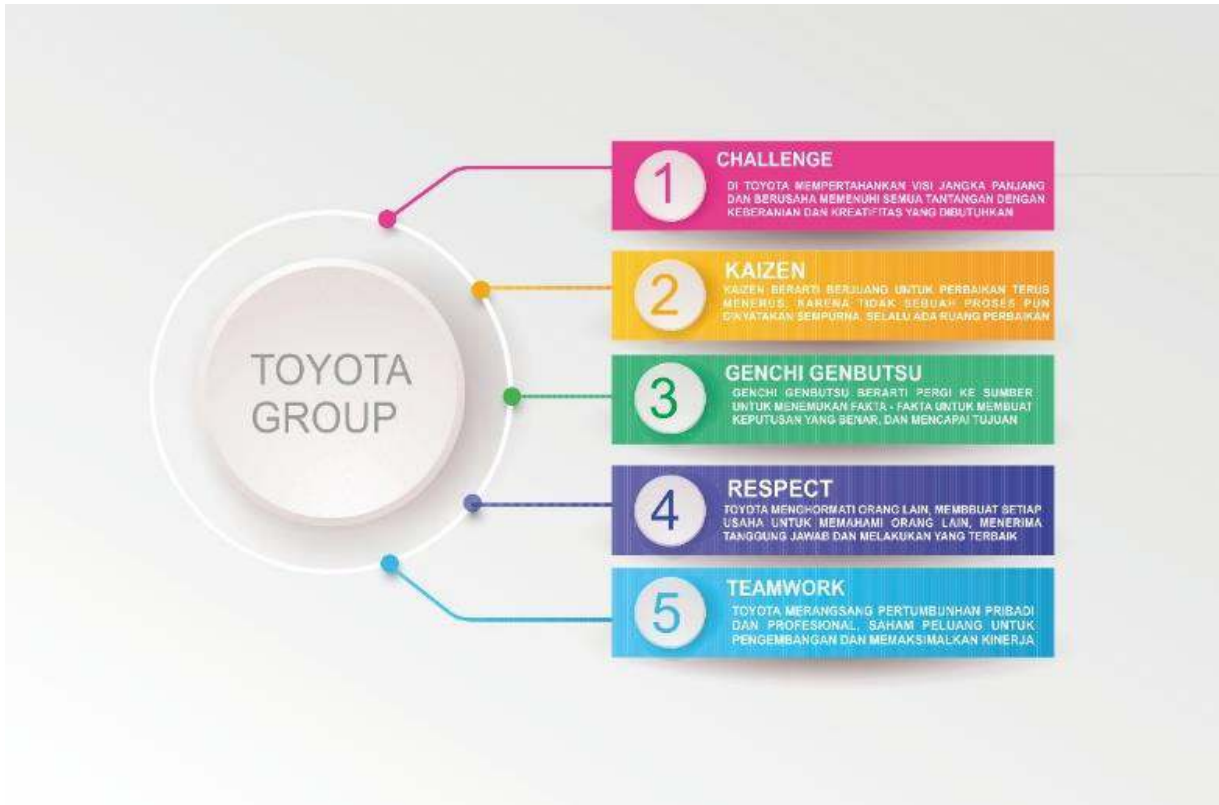 TOYOTA
GROUP
1
CHALLENGE
DI TOYOTA MEMPERTAHANKAN VISI JANGKA PANJANG
DAN BERUSAHA MEMENUHI SEMUA TANTANGAN DENGAN
KEBERANIAN DAN KREATIFITAS YANG DIBUTUHKAN
2
KAIZEN
KAIZEN BERARTI BERJUANG UNTUK PERBAIKAN TERUS
MENERUS, KARENA TIDAK SEBUAH PROSES PUN
DINYATAKAN SEMPURNA. SELALU ADA RUANG PERBAIKAN
3
GENCHI GENBUTSU
GENCHI GENBUTSU BERARTI PERGI KE SUMBER
UNTUK MENEMUKAN FAKTA - FAKTA UNTUK MEMBUAT
KEPUTUSAN YANG BENAR, DAN MENCAPAI TUJUAN
4
RESPECT
TOYOTA MENGHORMATI ORANG LAIN, MEMBBUAT SETIAP
USAHA UNTUK MEMAHAMI ORANG LAIN, MENERIMA
TANGGUNG JAWAB DAN MELAKUKAN YANG TERBAIK
5
TEAMWORK
TOYOTA MERANGSANG PERTUMBUNHAN PRIBADI
DAN PROFESIONAL, SAHAM PELUANG UNTUK
PENGEMBANGAN DAN MEMAKSIMALKAN KINERJA